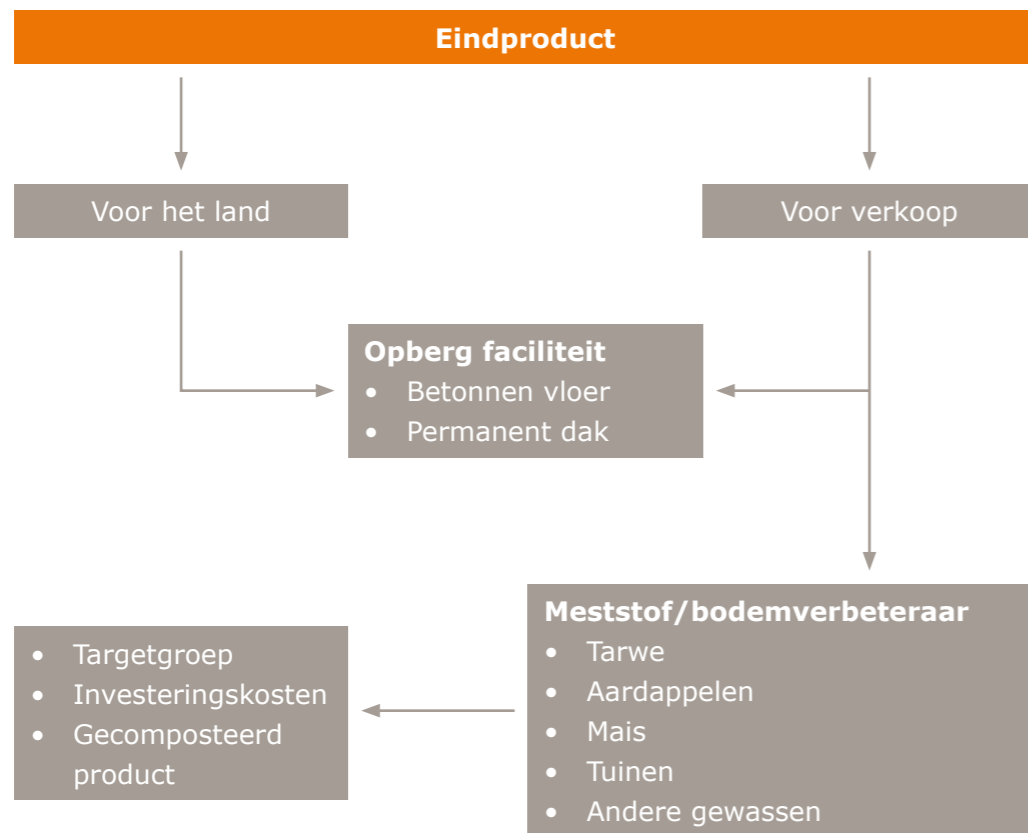 Eindproduct
Voor het land
Voor verkoop
Opberg faciliteit
• Betonnen vloer
• Permanent dak
Meststof/bodemverbeteraar
• Tarwe
• Aardappelen
• Mais
• Tuinen
• Andere gewassen
• Targetgroep
• Investeringskosten
• Gecomposteerd
product